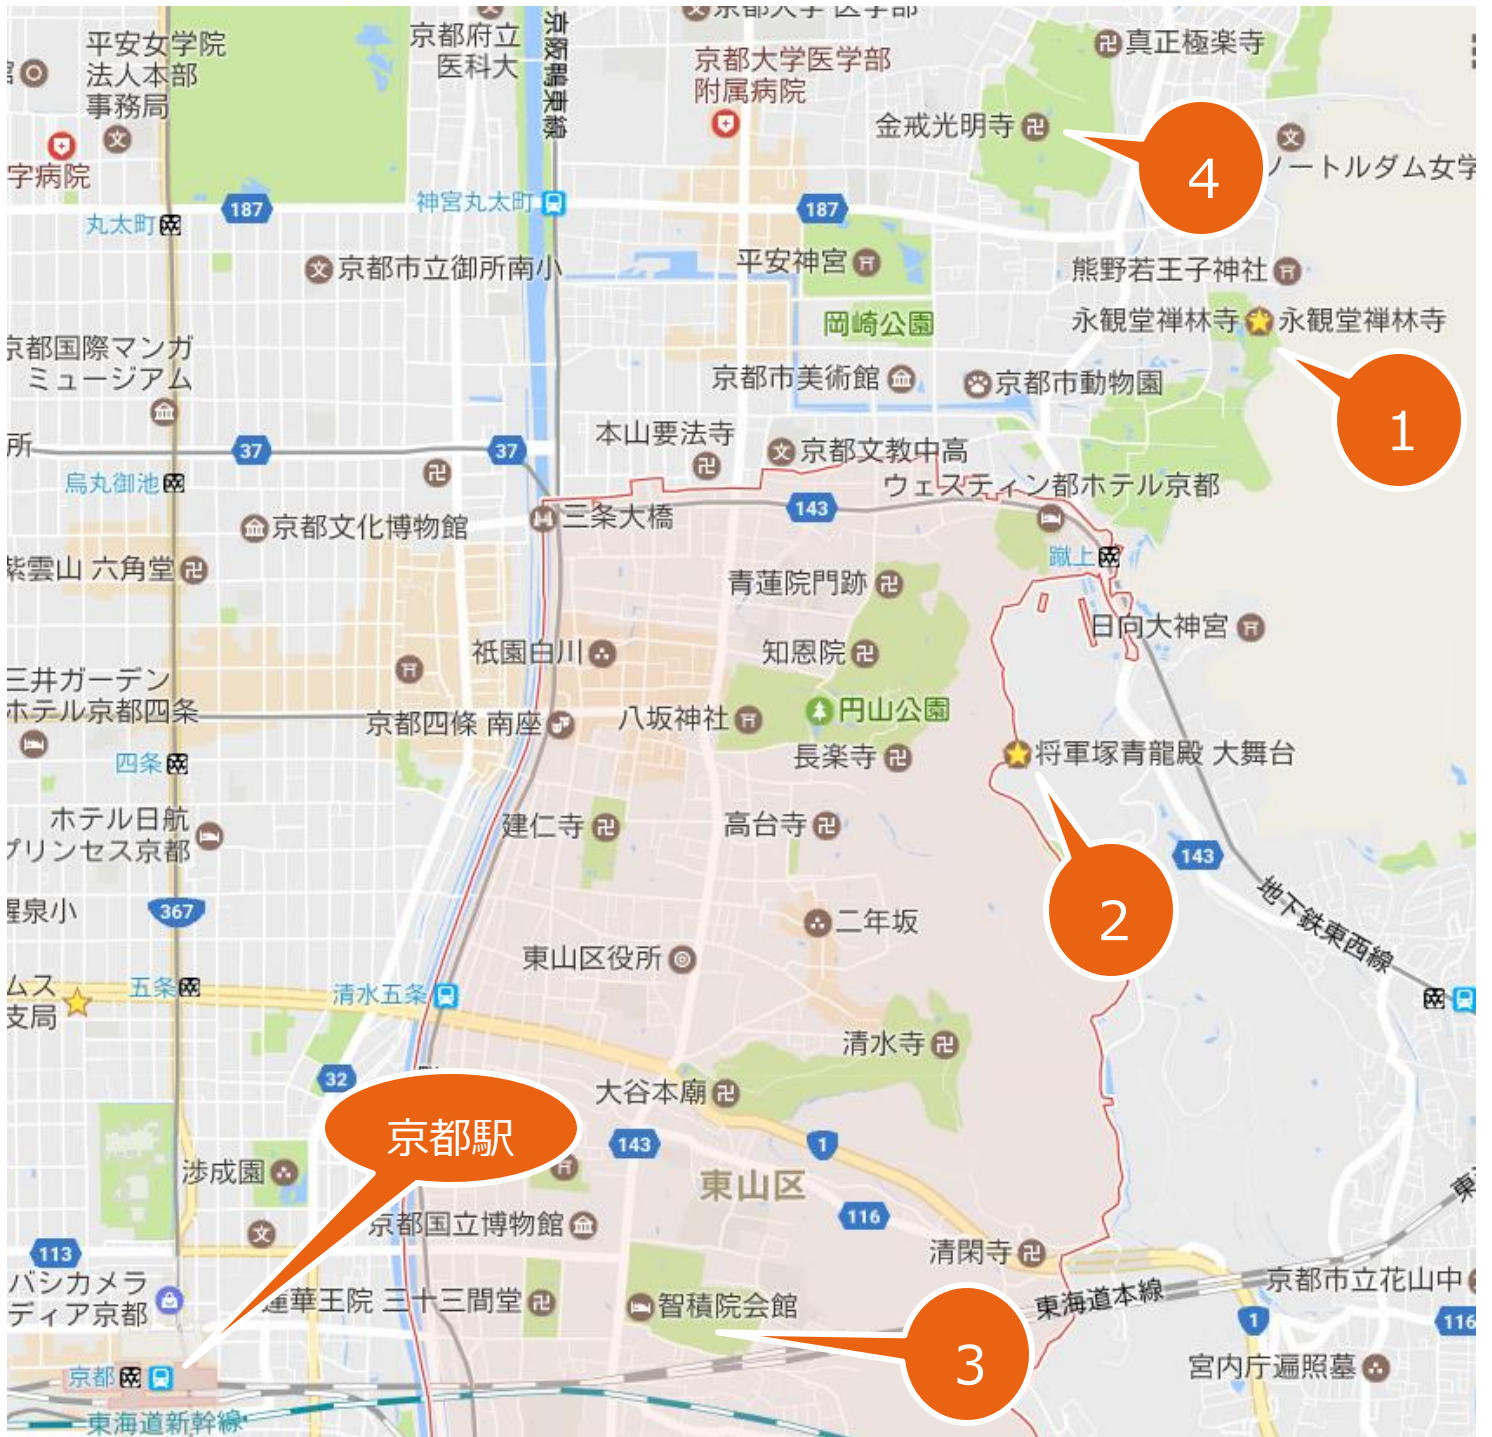 京都大学 医学部
平安女学院
法人本部
事務局
京都府立
医科大
京阪鴨東線
京都大学医学部
附属病院
真正極楽寺
金戒光明寺
4
ノートルダム女学
字病院
187
神宮丸太町
187
丸太町
京都市立御所南小
平安神宮
熊野若王子神社
岡崎公園
永観堂禅林寺
永観堂禅林寺
京都国際マンガ
ミュージアム
京都市美術館
京都市動物園
1
所
37
37
本山要法寺
京都文教中高
烏丸御池
ウェスティン都ホテル京都
京都文化博物館
三条大橋
143
蹴上
紫雲山 六角堂
青蓮院門跡
日向大神宮
祇園白川
知恩院
三井ガーデン
ホテル京都四条
京都四條 南座
八坂神社
円山公園
四条
長楽寺
将軍塚青龍殿 大舞台
ホテル日航
プリンセス京都
建仁寺
高台寺
143
2
醒泉小
367
二年坂
地下鉄東西線
東山区役所
ムス
支局
五条
清水五条
清水寺
32
大谷本廟
京都駅
143
1
渉成園
東山区
116
京都国立博物館
113
清閑寺
バシカメラ
ディア京都
蓮華王院 三十三間堂
智積院会館
東海道本線
京都市立花山中
1
116
3
宮内庁遍照墓
京都
東海道新幹線